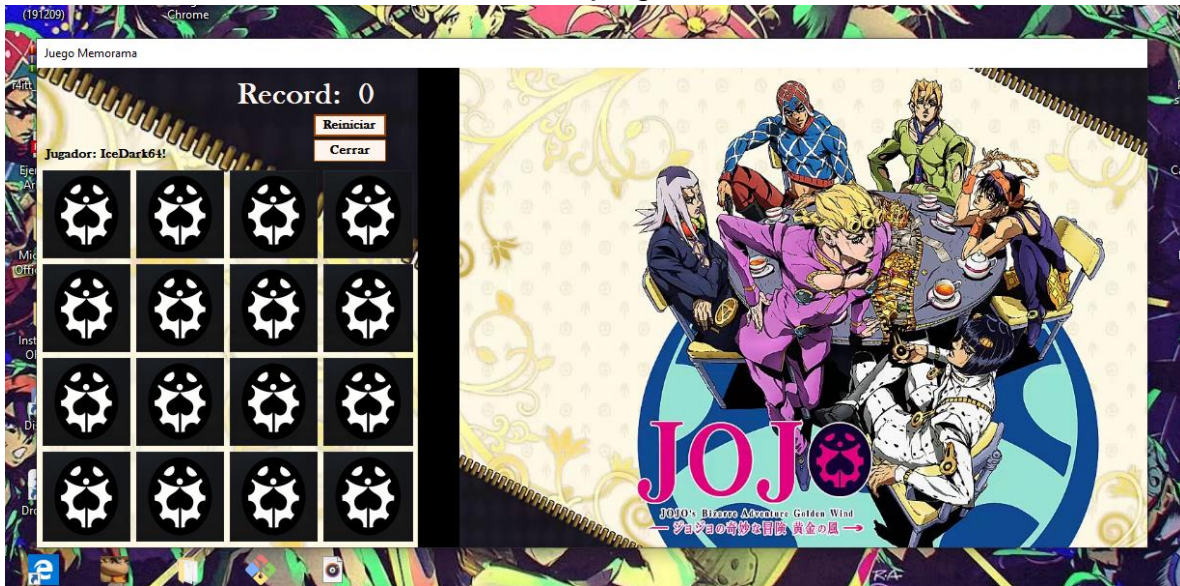 (191209)
Chrome
Juego Memorama
Record: 0
Reiniciar
Cerrar
Jugador: IceDark64!
JOJO
JOJO's Bizarre Adventure Golden Wind
ジョジョの奇妙な冒険 黄金の風
R·A